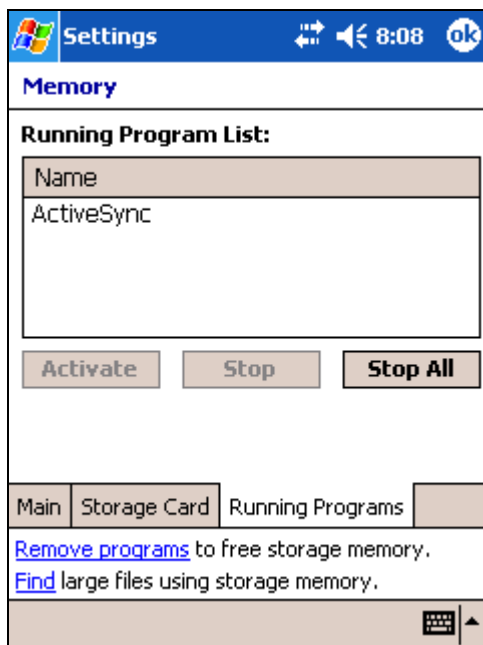 Settings 8:08 ok
Memory
Running Program List:
Name
ActiveSync
Activate Stop Stop All
Main Storage Card Running Programs
Remove programs to free storage memory.
Find large files using storage memory.